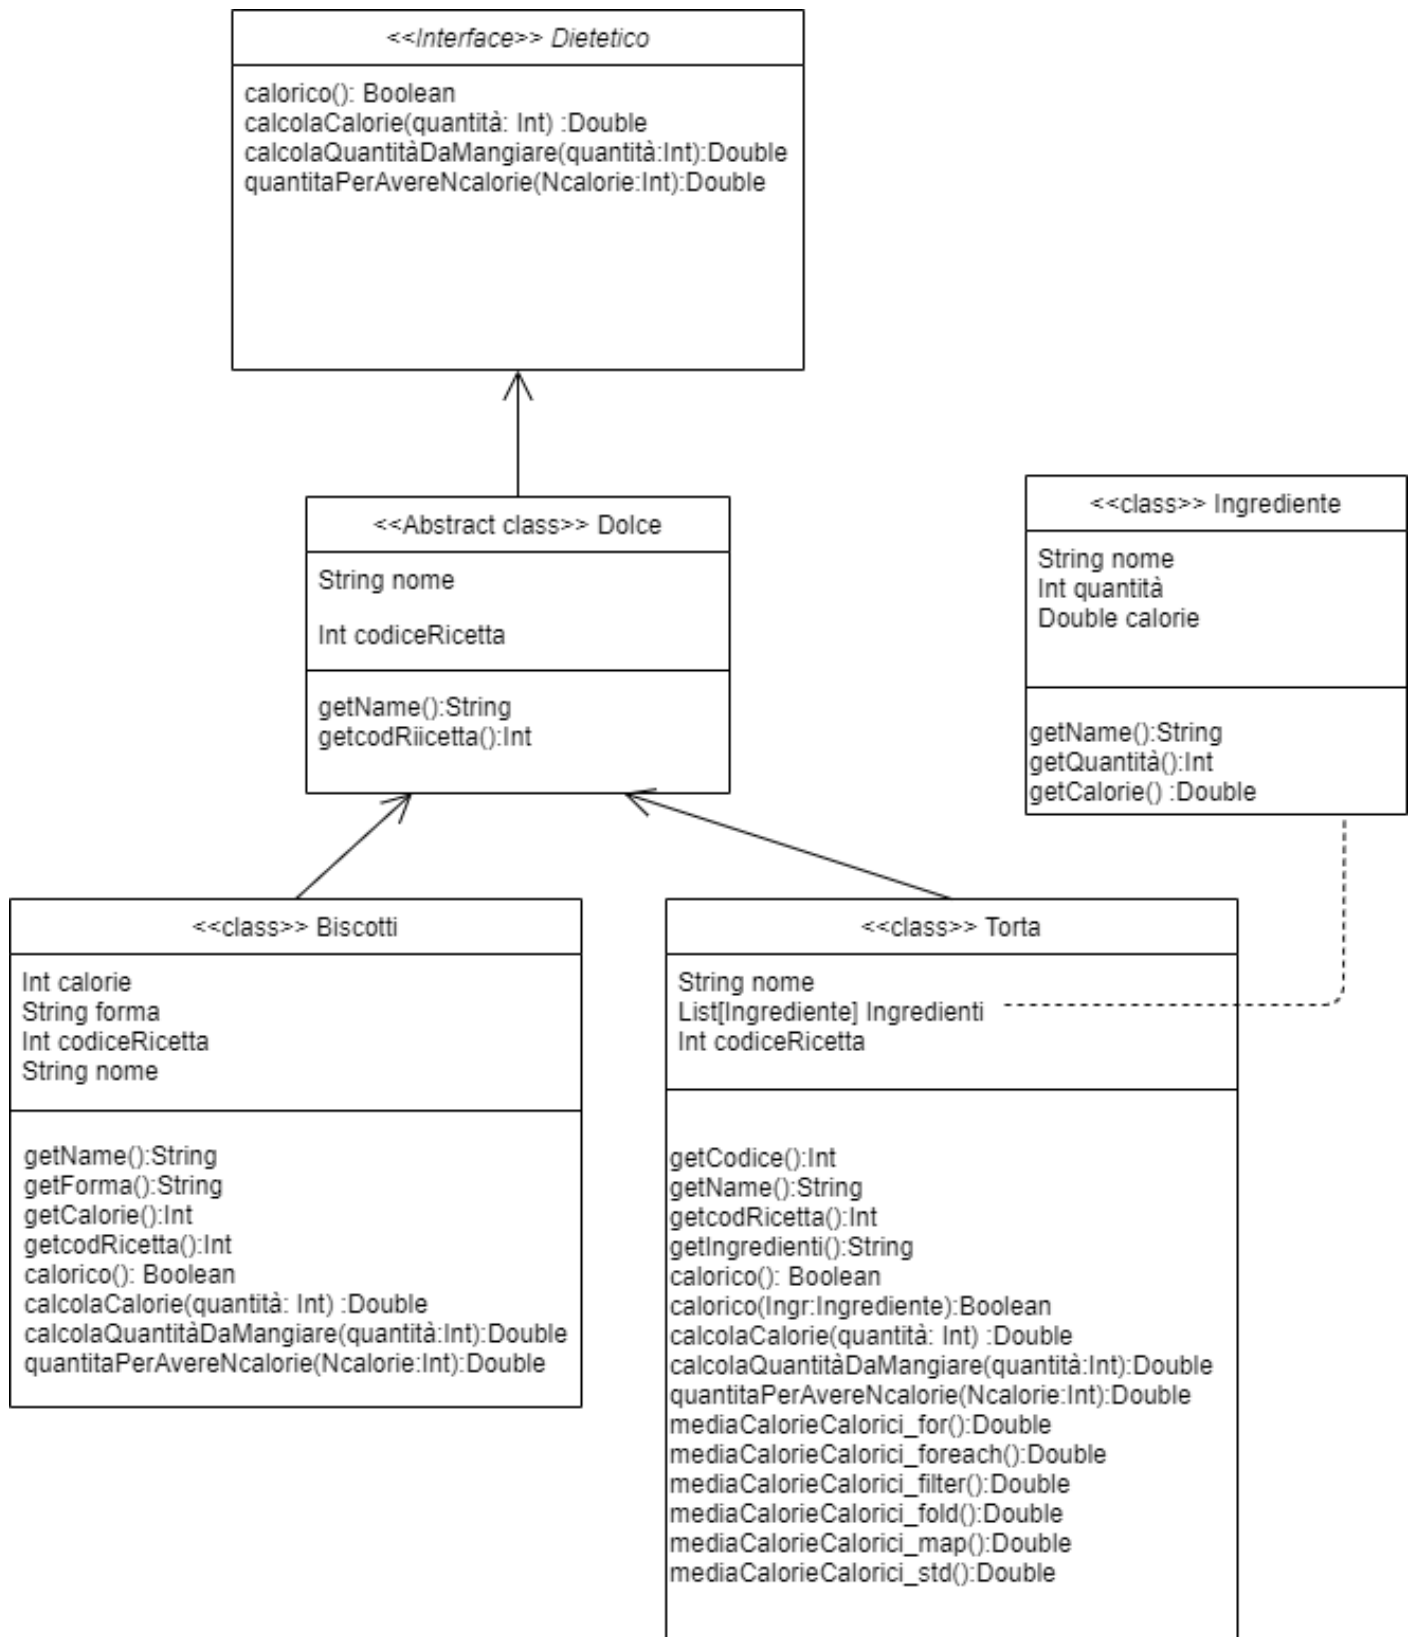 <<Interface>> Dietetico
calorico(): Boolean
calcolaCalorie(quantità: Int) :Double
calcolaQuantitàDaMangiare(quantità:Int):Double
quantitaPerAvereNcalorie(Ncalorie:Int):Double
<<Abstract class>> Dolce
String nome
Int codiceRicetta
getName():String
getcodRiicetta():Int
<<class>> Ingrediente
String nome
Int quantità
Double calorie
getName():String
getQuantità():Int
getCalorie() :Double
<<class>> Biscotti
Int calorie
String forma
Int codiceRicetta
String nome
getName():String
getForma():String
getCalorie():Int
getcodRicetta():Int
calorico(): Boolean
calcolaCalorie(quantità: Int) :Double
calcolaQuantitàDaMangiare(quantità:Int):Double
quantitaPerAvereNcalorie(Ncalorie:Int):Double
<<class>> Torta
String nome
List[Ingrediente] Ingredienti
Int codiceRicetta
getCodice():Int
getName():String
getcodRicetta():Int
getIngredienti():String
calorico(): Boolean
calorico(Ingr:Ingrediente):Boolean
calcolaCalorie(quantità: Int) :Double
calcolaQuantitàDaMangiare(quantità:Int):Double
quantitaPerAvereNcalorie(Ncalorie:Int):Double
mediaCalorieCalorici_for():Double
mediaCalorieCalorici_foreach():Double
mediaCalorieCalorici_filter():Double
mediaCalorieCalorici_fold():Double
mediaCalorieCalorici_map():Double
mediaCalorieCalorici_std():Double